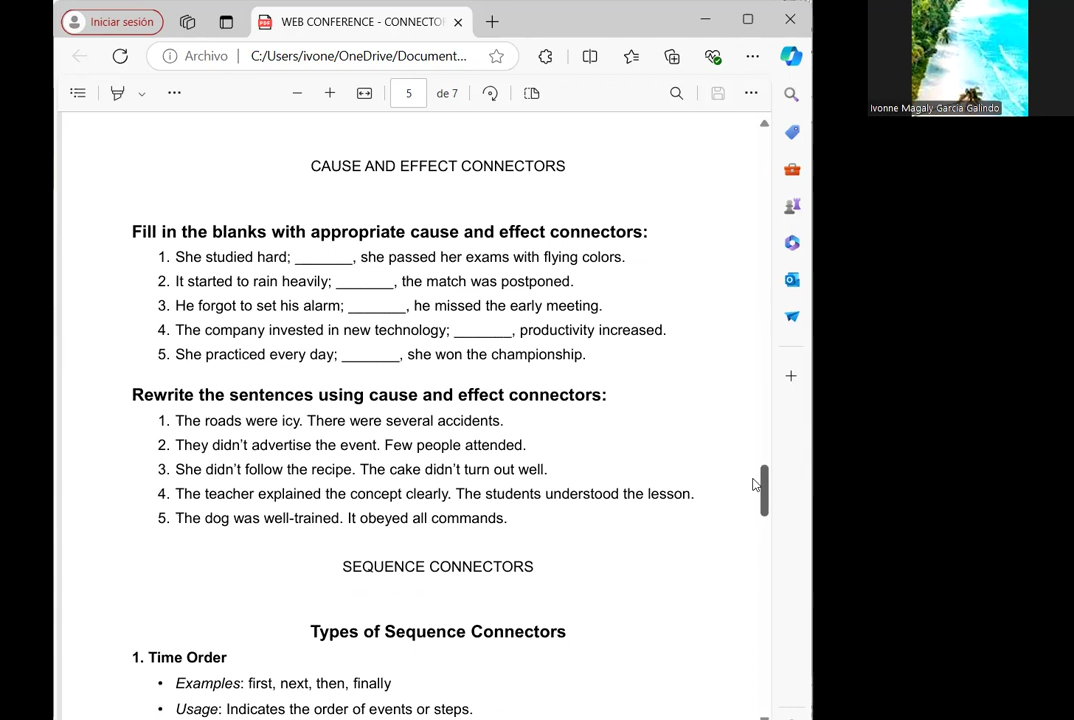 Iniciar sesión
WEB CONFERENCE - CONNECTO
Archivo
C:/Users/ivone/OneDrive/Document...
5 de 7
Ivonne Magaly García Galindo
CAUSE AND EFFECT CONNECTORS
Fill in the blanks with appropriate cause and effect connectors:
1. She studied hard; _______, she passed her exams with flying colors.
2. It started to rain heavily; _______, the match was postponed.
3. He forgot to set his alarm; _______, he missed the early meeting.
4. The company invested in new technology; _______, productivity increased.
5. She practiced every day; _______, she won the championship.
Rewrite the sentences using cause and effect connectors:
1. The roads were icy. There were several accidents.
2. They didn't advertise the event. Few people attended.
3. She didn't follow the recipe. The cake didn't turn out well.
4. The teacher explained the concept clearly. The students understood the lesson.
5. The dog was well-trained. It obeyed all commands.
SEQUENCE CONNECTORS
Types of Sequence Connectors
1. Time Order
• Examples: first, next, then, finally
• Usage: Indicates the order of events or steps.